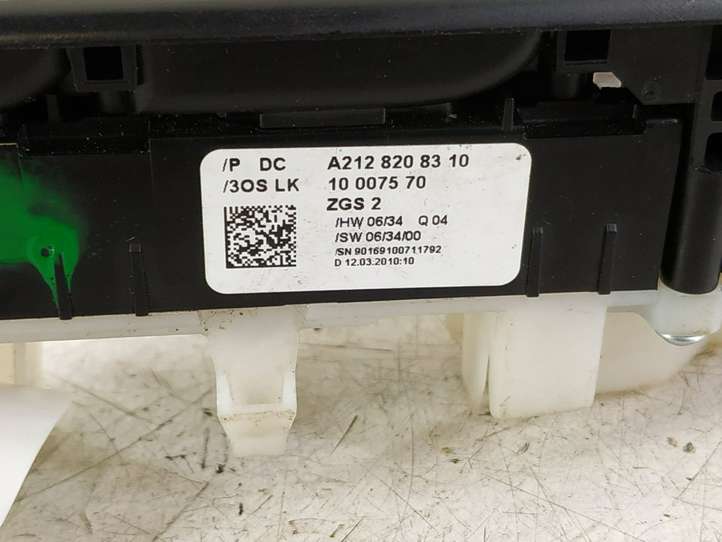 /P DC A212 820 83 10
/3OS LK 10 0075 70
ZGS 2
/HW 06/34 Q 04
/SW 06/34/00
/SN 90169100711792
D 12.03.2010:10